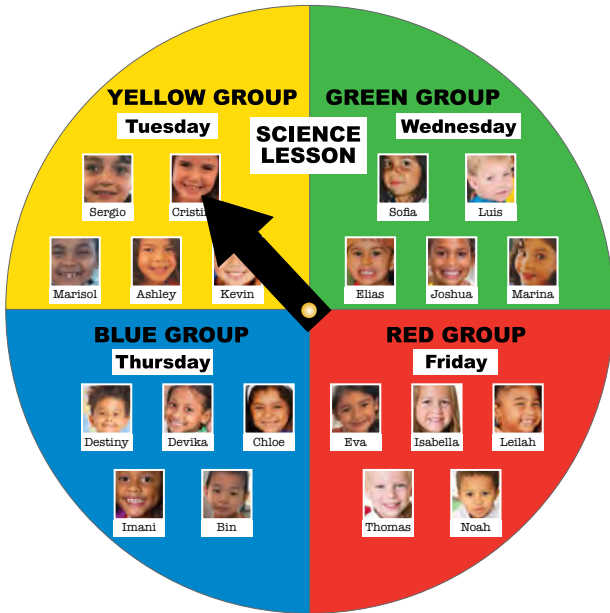 SCIENCE
LESSON
YELLOW GROUP
Tuesday
Sergio
Marisol
Ashley
Kevin
GREEN GROUP
Wednesday
Sofia
Luis
Elias
Joshua
Marina
BLUE GROUP
Thursday
Destiny
Devika
Chloe
Imani
Bin
RED GROUP
Friday
Eva
Isabella
Leilah
Thomas
Noah